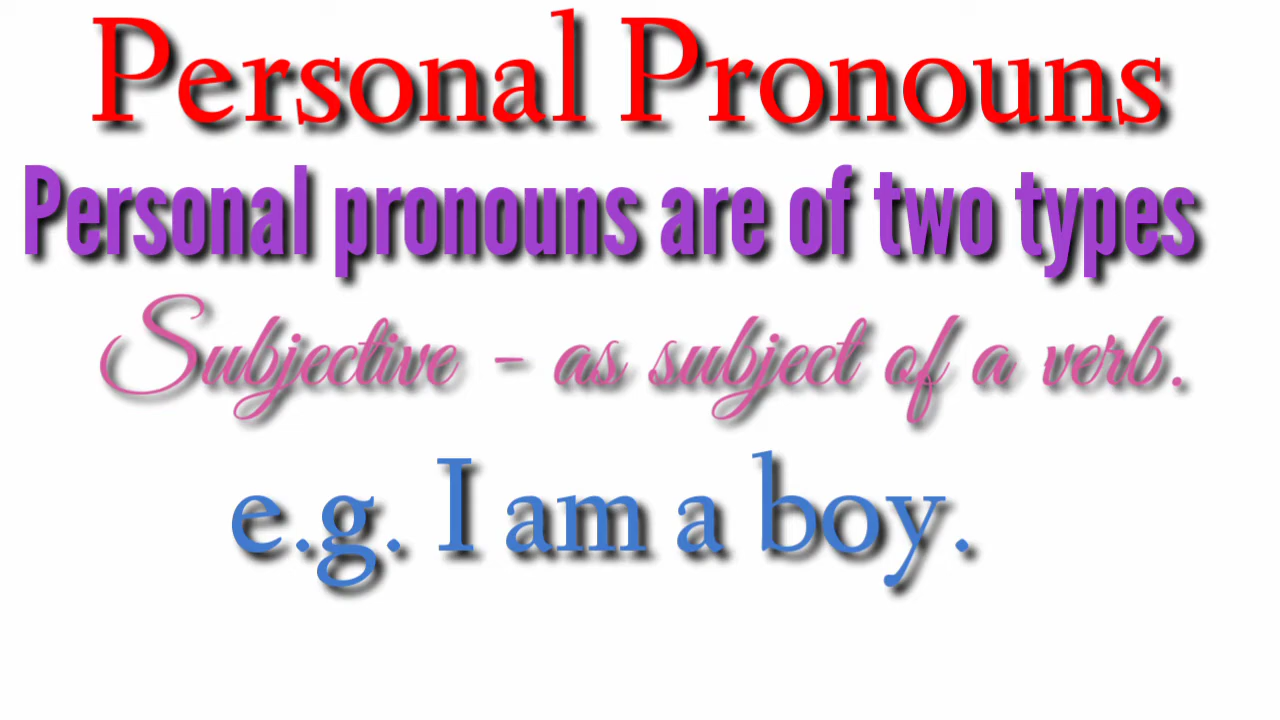 Personal Pronouns
Personal pronouns are of two types
Subjective - as subject of a verb.
e.g. I am a boy.